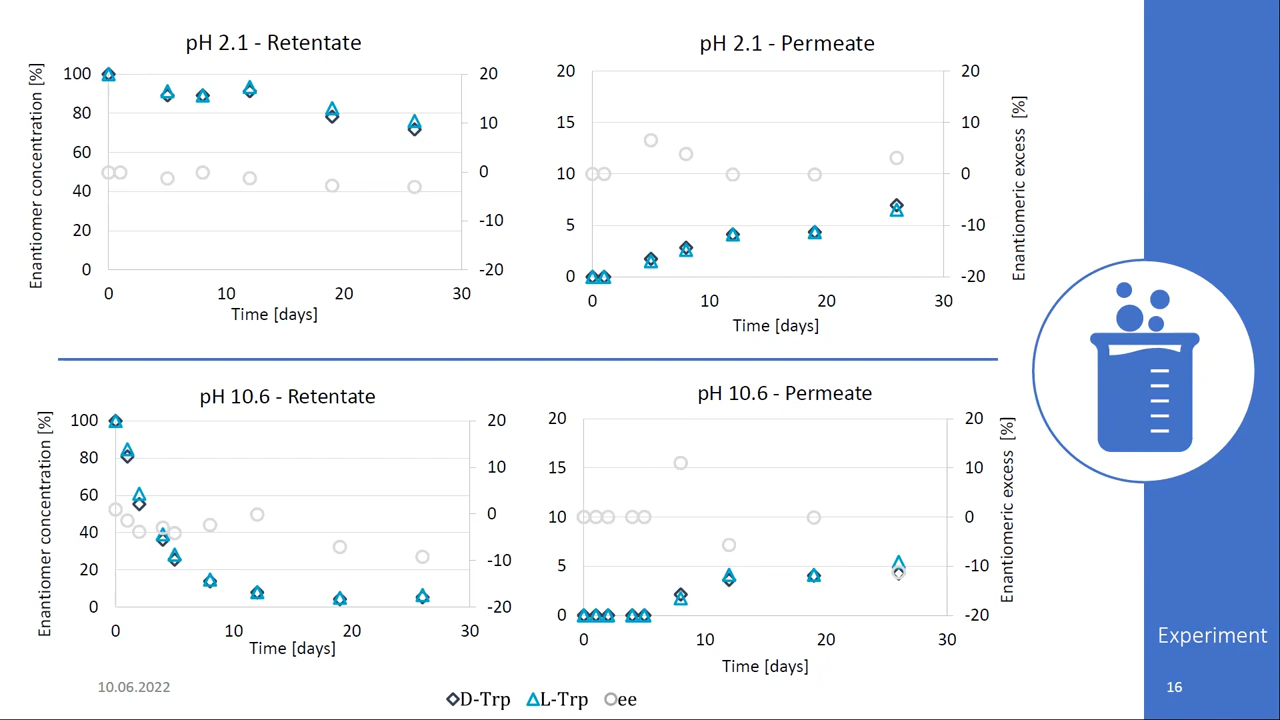 pH 2.1 - Retentate
Enantiomer concentration [%]
100
80
60
40
20
0
20
10
0
-10
-20
0 10 20 30
Time [days]
pH 2.1 - Permeate
20
15
10
5
0
20
10
0
-10
-20
Enantiomeric excess [%]
0 10 20 30
Time [days]
pH 10.6 - Retentate
Enantiomer concentration [%]
100
80
60
40
20
0
20
10
0
-10
-20
0 10 20 30
Time [days]
pH 10.6 - Permeate
20
15
10
5
0
20
10
0
-10
-20
Enantiomeric excess [%]
0 10 20 30
Time [days]
D-Trp L-Trp ee
Experiment
10.06.2022
16